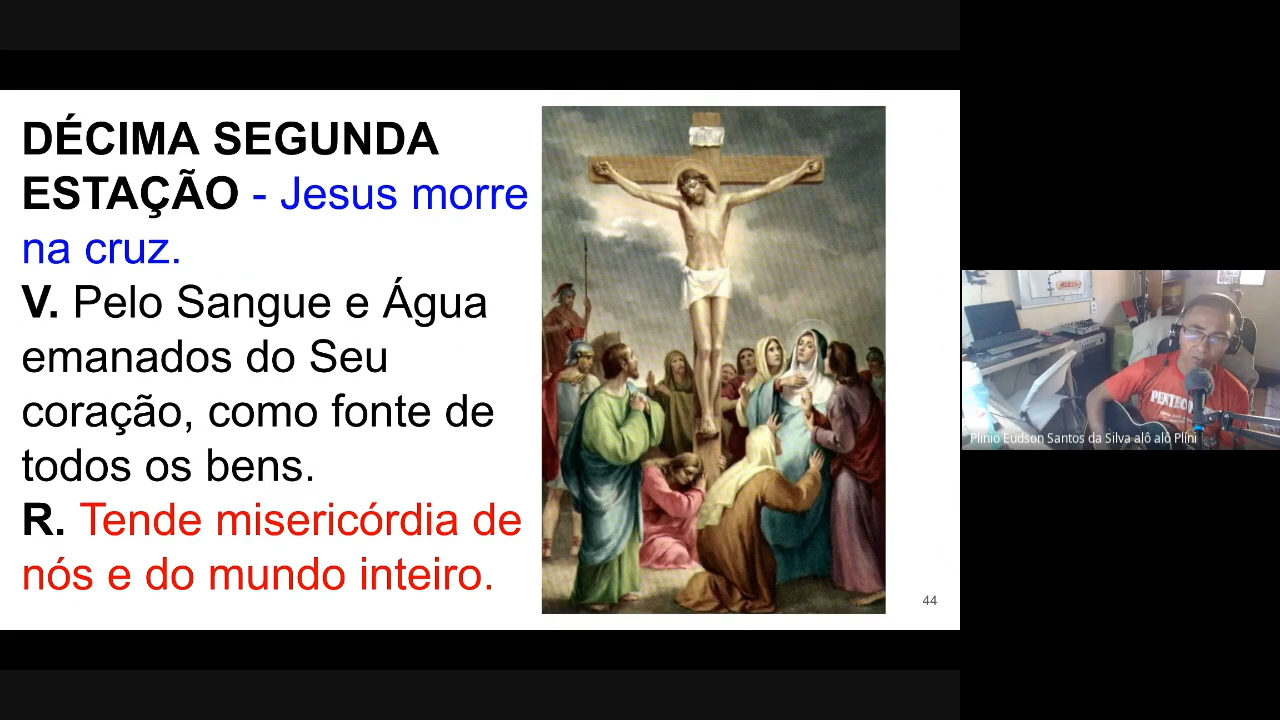 DÉCIMA SEGUNDA
ESTAÇÃO - Jesus morre
na cruz.
V. Pelo Sangue e Água
emanados do Seu
coração, como fonte de
todos os bens.
R. Tende misericórdia de
nós e do mundo inteiro.
44
Plinio Eudson Santos da Silva alô alô Plíni